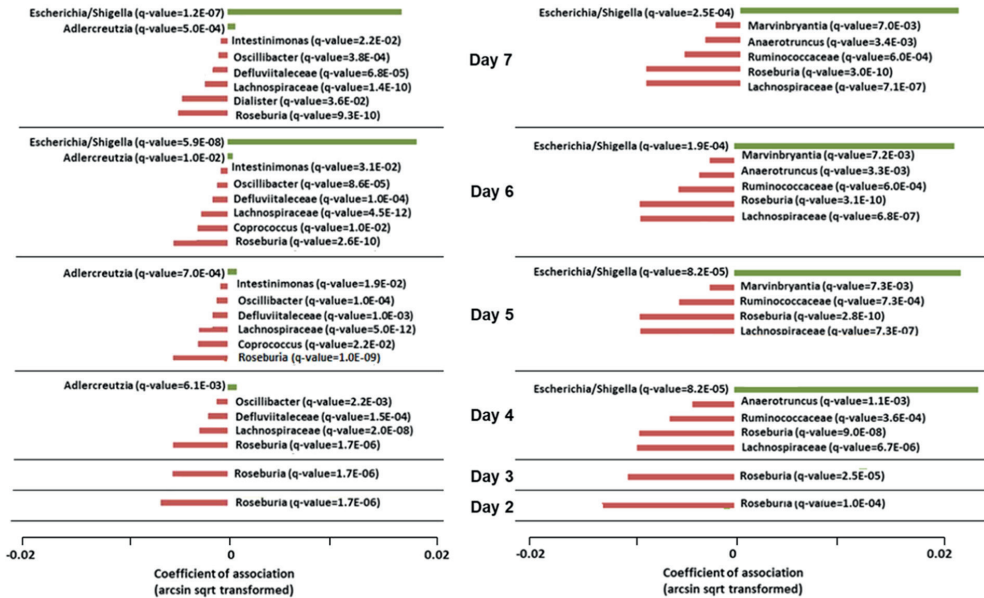 Escherichia/Shigella (q-value=1.2E-07)
Adlercreutzia (q-value=5.0E-04)
Intestinimonas (q-value=2.2E-02)
Oscillibacter (q-value=3.8E-04)
Defluviitaleceae (q-value=6.8E-05)
Lachnospiraceae (q-value=1.4E-10)
Dialister (q-value=3.6E-02)
Roseburia (q-value=9.3E-10)
Day 7
Escherichia/Shigella (q-value=2.5E-04)
Marvinbryantia (q-value=7.0E-03)
Anaerotruncus (q-value=3.4E-03)
Ruminococcaceae (q-value=6.0E-04)
Roseburia (q-value=3.0E-10)
Lachnospiraceae (q-value=7.1E-07)
Escherichia/Shigella (q-value=5.9E-08)
Adlercreutzia (q-value=1.0E-02)
Intestinimonas (q-value=3.1E-02)
Oscillibacter (q-value=8.6E-05)
Defluviitaleceae (q-value=1.0E-04)
Lachnospiraceae (q-value=4.5E-12)
Coprococcus (q-value=1.0E-02)
Roseburia (q-value=2.6E-10)
Day 6
Escherichia/Shigella (q-value=1.9E-04)
Marvinbryantia (q-value=7.2E-03)
Anaerotruncus (q-value=3.3E-03)
Ruminococcaceae (q-value=6.0E-04)
Roseburia (q-value=3.1E-10)
Lachnospiraceae (q-value=6.8E-07)
Adlercreutzia (q-value=7.0E-04)
Intestinimonas (q-value=1.9E-02)
Oscillibacter (q-value=1.0E-04)
Defluviitaleceae (q-value=1.0E-03)
Lachnospiraceae (q-value=5.0E-12)
Coprococcus (q-value=2.2E-02)
Roseburia (q-value=1.0E-09)
Day 5
Escherichia/Shigella (q-value=8.2E-05)
Marvinbryantia (q-value=7.3E-03)
Ruminococcaceae (q-value=7.3E-04)
Roseburia (q-value=2.8E-10)
Lachnospiraceae (q-value=7.3E-07)
Adlercreutzia (q-value=6.1E-03)
Oscillibacter (q-value=2.2E-03)
Defluviitaleceae (q-value=1.5E-04)
Lachnospiraceae (q-value=2.0E-08)
Roseburia (q-value=1.7E-06)
Day 4
Escherichia/Shigella (q-value=8.2E-05)
Anaerotruncus (q-value=1.1E-03)
Ruminococcaceae (q-value=3.6E-04)
Roseburia (q-value=9.0E-08)
Lachnospiraceae (q-value=6.7E-06)
Roseburia (q-value=1.7E-06)
Day 3
Roseburia (q-value=2.5E-05)
Roseburia (q-value=1.7E-06)
Day 2
Roseburia (q-value=1.0E-04)
-0.02 0 0.02
Coefficient of association
(arcsin sqrt transformed)
-0.02 0 0.02
Coefficient of association
(arcsin sqrt transformed)